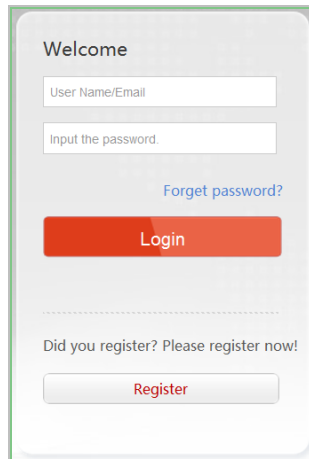 Welcome
User Name/Email
Input the password.
Forget password?
Login
Did you register? Please register now!
Register